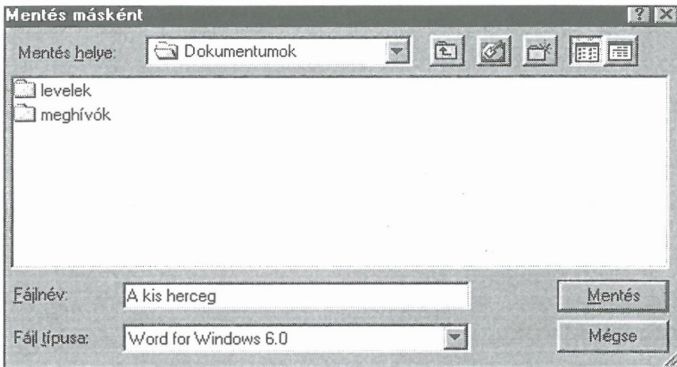 Mentés másként
Mentés helye: Dokumentumok
levelek
meghívók
Fájlnév: A kis herceg Mentés
Fájl típusa: Word for Windows 6.0 Mégse